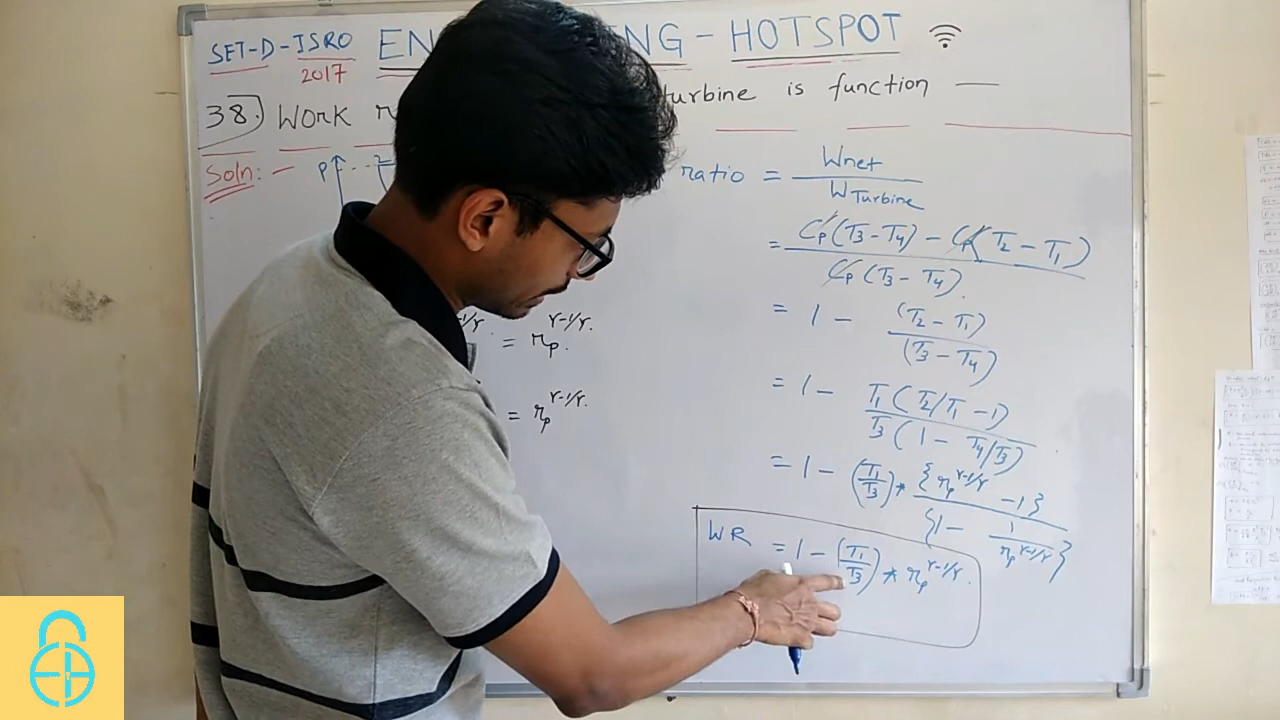 SET-D-ISRO
2017
EN NG - HOTSPOT
38. Work turbine is function —
Soln: - P 2 ratio = Wnet / WTurbine
= Cp (T3 - T4) - Cp (T2 - T1) / Cp (T3 - T4)
= 1 - (T2 - T1) / (T3 - T4)
= rp^γ-1/γ.
= 1 - T1 (T2/T1 - 1) / T3 (1 - T4/T3)
= rp^γ-1/γ.
= 1 - (T1/T3) * {rp^γ-1/γ - 1} / {1 - 1/rp^γ-1/γ}
WR = 1 - (T1/T3) * rp^γ-1/γ.